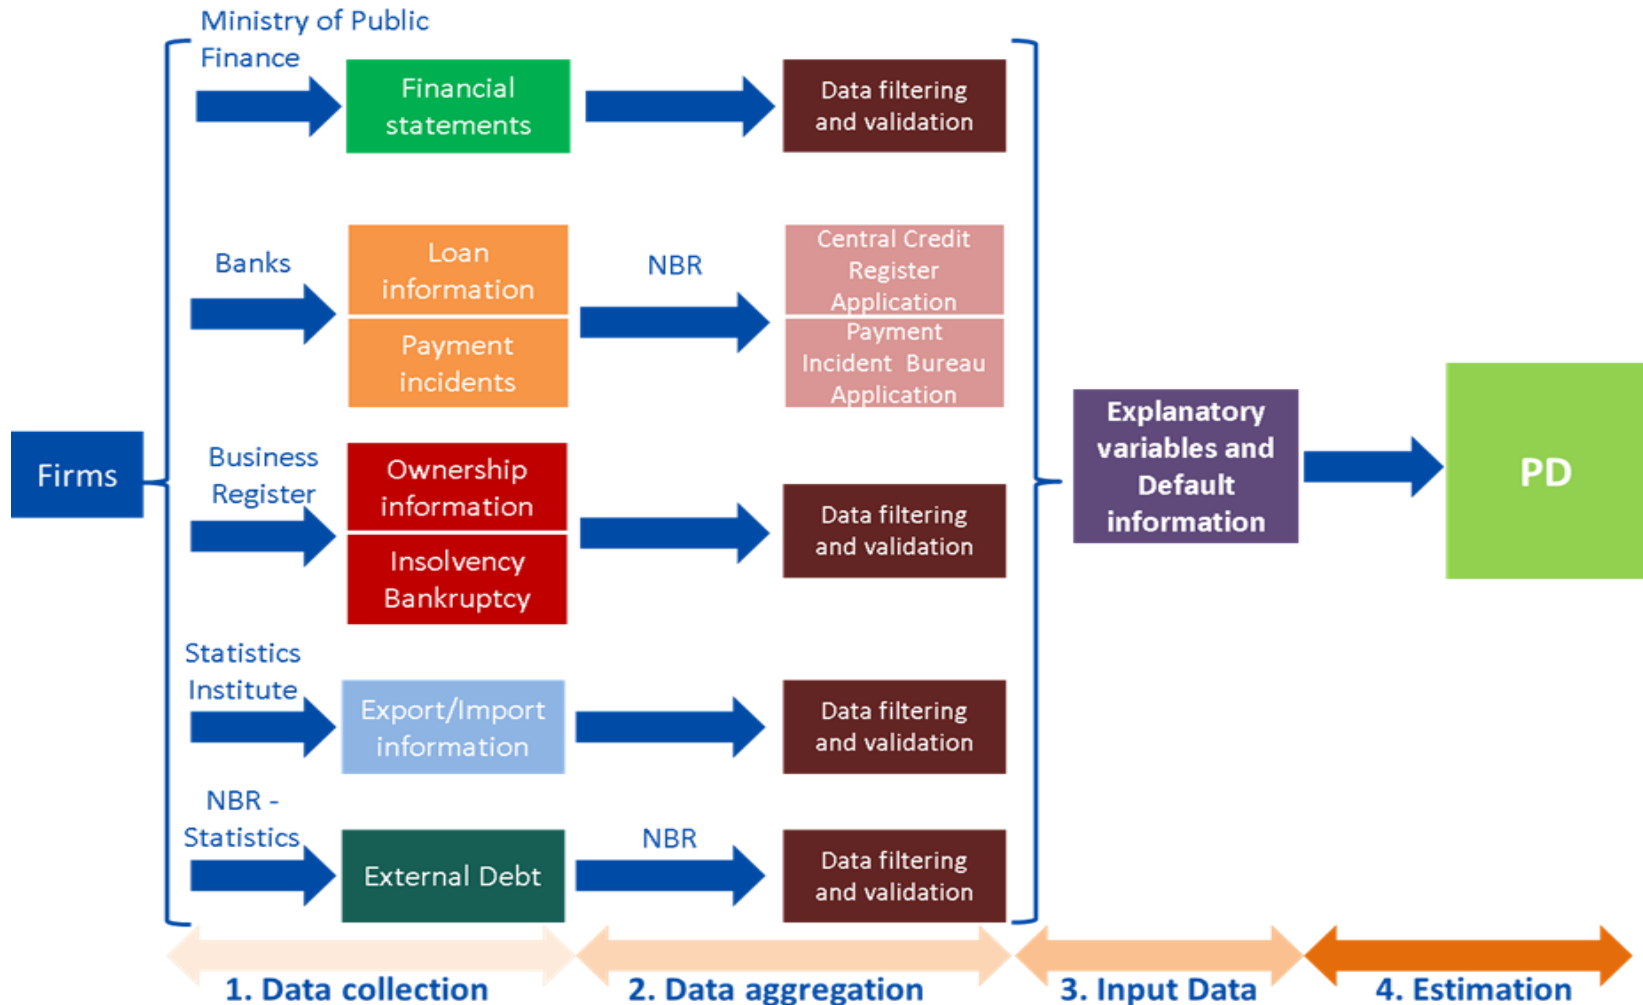 Ministry of Public
Finance
Financial
statements
Data filtering
and validation
Banks
Loan
information
Payment
incidents
NBR
Central Credit
Register
Application
Payment
Incident Bureau
Application
Firms
Business
Register
Ownership
information
Insolvency
Bankruptcy
Data filtering
and validation
Explanatory
variables and
Default
information
PD
Statistics
Institute
Export/Import
information
Data filtering
and validation
NBR -
Statistics
External Debt
NBR
Data filtering
and validation
1. Data collection
2. Data aggregation
3. Input Data
4. Estimation